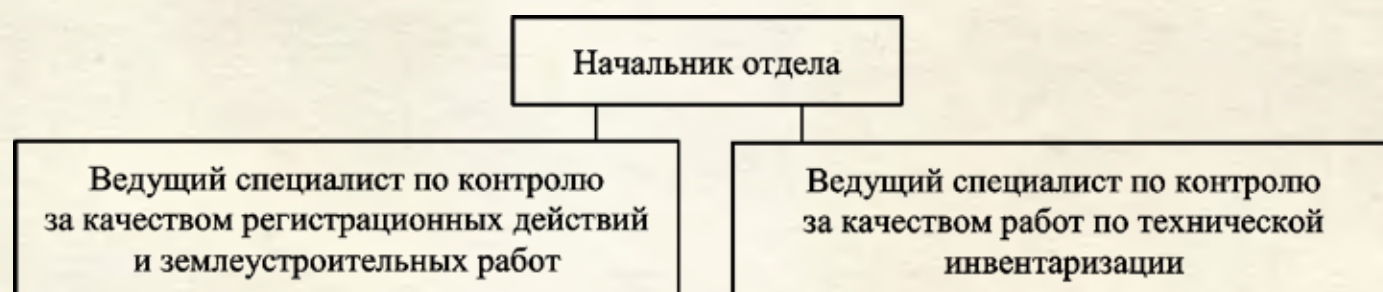 Начальник отдела
Ведущий специалист по контролю
за качеством регистрационных действий
и землеустроительных работ
Ведущий специалист по контролю
за качеством работ по технической
инвентаризации